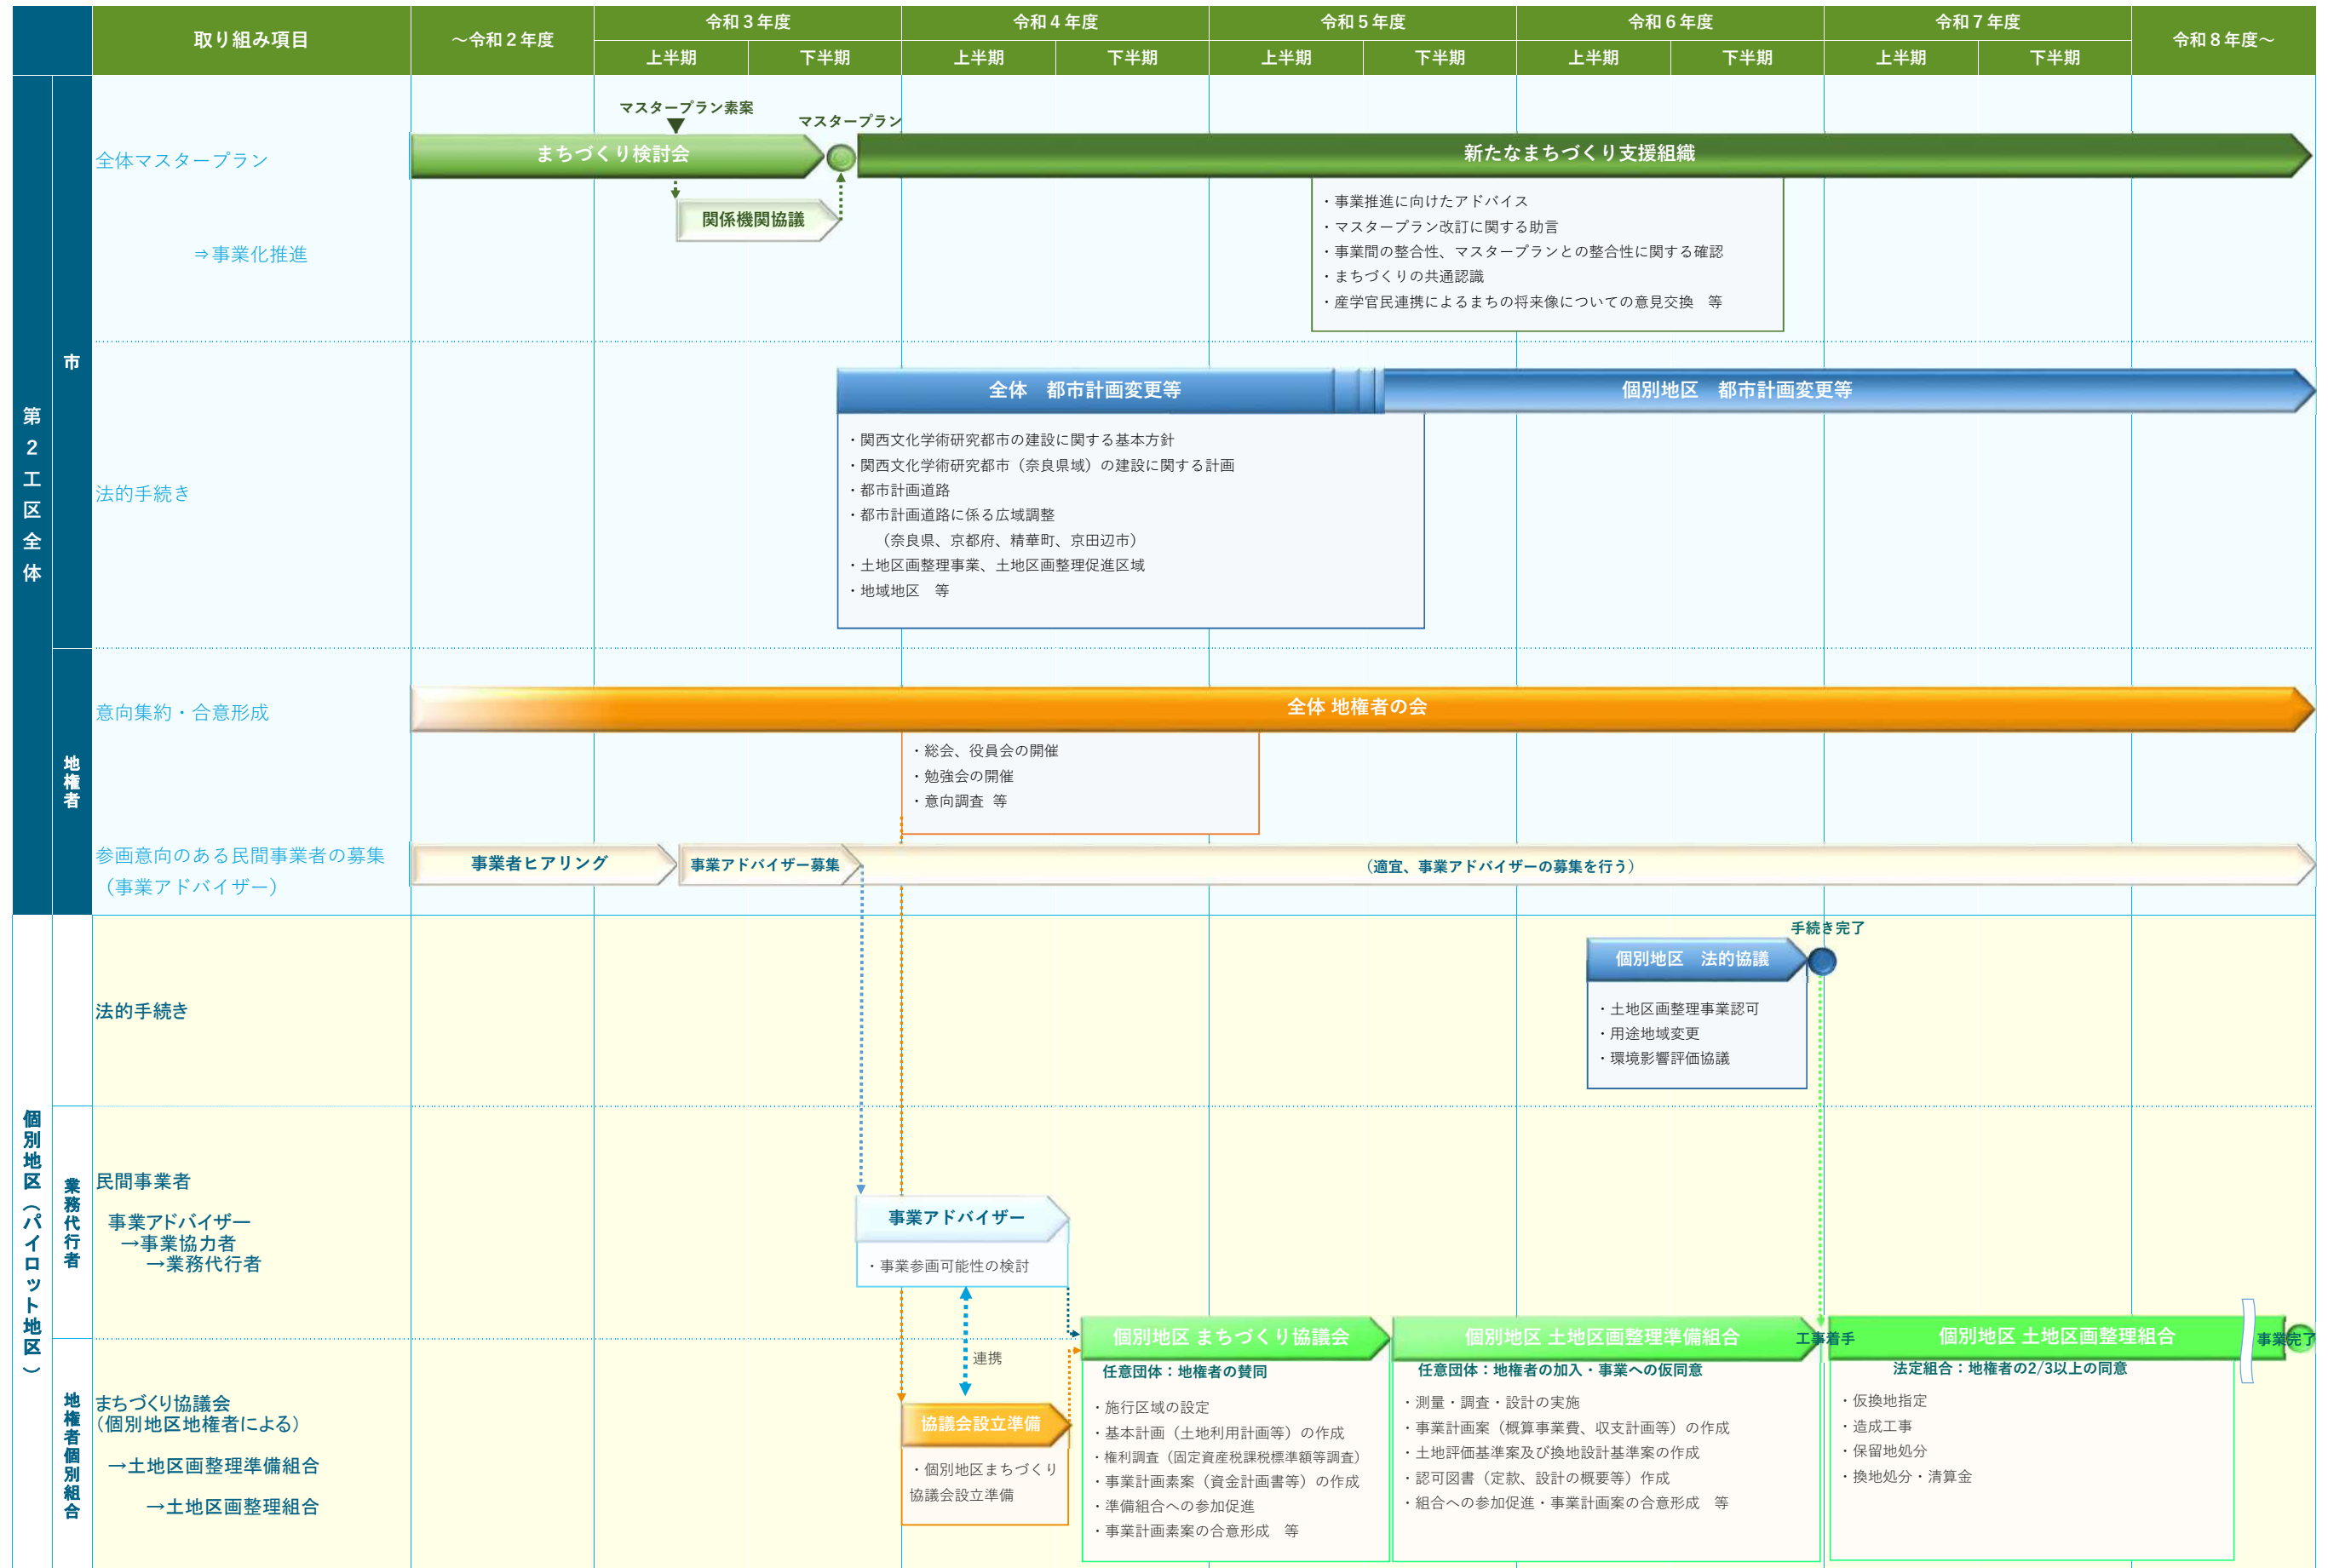 取り組み項目
～令和２年度
令和３年度
令和４年度
令和５年度
令和６年度
令和７年度
令和８年度～
上半期
下半期
上半期
下半期
上半期
下半期
上半期
下半期
上半期
下半期
第２工区全体
市
全体マスタープラン
⇒事業化推進
マスタープラン素案
マスタープラン
まちづくり検討会
関係機関協議
新たなまちづくり支援組織
・事業推進に向けたアドバイス
・マスタープラン改訂に関する助言
・事業間の整合性、マスタープランとの整合性に関する確認
・まちづくりの共通認識
・産学官民連携によるまちの将来像についての意見交換　等
法的手続き
全体　都市計画変更等
個別地区　都市計画変更等
・関西文化学術研究都市の建設に関する基本方針
・関西文化学術研究都市（奈良県域）の建設に関する計画
・都市計画道路
・都市計画道路に係る広域調整
（奈良県、京都府、精華町、京田辺市）
・土地区画整理事業、土地区画整理促進区域
・地域地区　等
地権者
意向集約・合意形成
全体 地権者の会
・総会、役員会の開催
・勉強会の開催
・意向調査 等
参画意向のある民間事業者の募集
（事業アドバイザー）
事業者ヒアリング
事業アドバイザー募集
（適宜、事業アドバイザーの募集を行う）
個別地区（パイロット地区）
法的手続き
手続き完了
個別地区　法的協議
・土地区画整理事業認可
・用途地域変更
・環境影響評価協議
業務代行者
民間事業者
事業アドバイザー
→事業協力者
→業務代行者
事業アドバイザー
・事業参画可能性の検討
連携
地権者個別組合
まちづくり協議会
（個別地区地権者による）
→土地区画整理準備組合
→土地区画整理組合
協議会設立準備
・個別地区まちづくり
協議会設立準備
個別地区 まちづくり協議会
任意団体：地権者の賛同
・施行区域の設定
・基本計画（土地利用計画等）の作成
・権利調査（固定資産税課税標準額等調査）
・事業計画素案（資金計画書等）の作成
・準備組合への参加促進
・事業計画素案の合意形成　等
個別地区 土地区画整理準備組合
任意団体：地権者の加入・事業への仮同意
・測量・調査・設計の実施
・事業計画案（概算事業費、収支計画等）の作成
・土地評価基準案及び換地設計基準案の作成
・認可図書（定款、設計の概要等）作成
・組合への参加促進・事業計画案の合意形成　等
工事着手
個別地区 土地区画整理組合
事業完了
法定組合：地権者の2/3以上の同意
・仮換地指定
・造成工事
・保留地処分
・換地処分・清算金